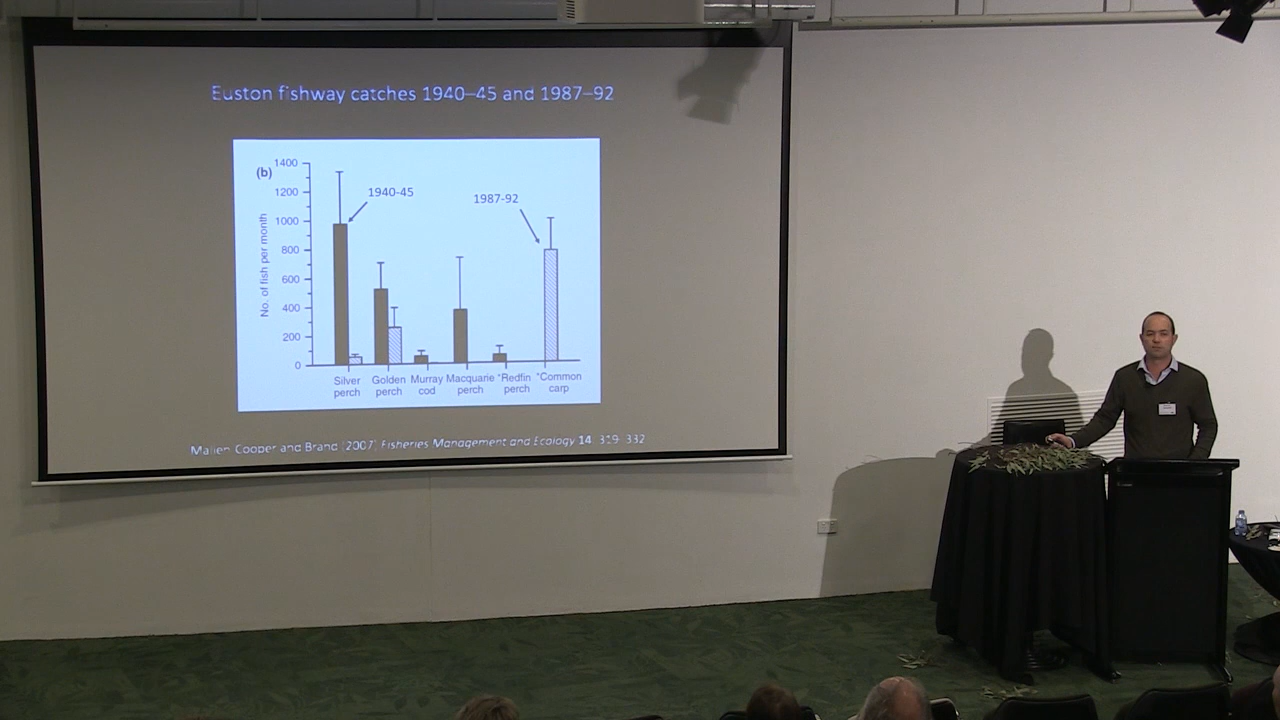 Euston fishway catches 1940–45 and 1987–92
(b)
1400
1200
1000
800
600
400
200
0
No. of fish per month
1940-45
1987-92
Silver perch
Golden perch
Murray cod
Macquarie perch
*Redfin perch
*Common carp
Mallen Cooper and Brand (2007) Fisheries Management and Ecology 14 319-332